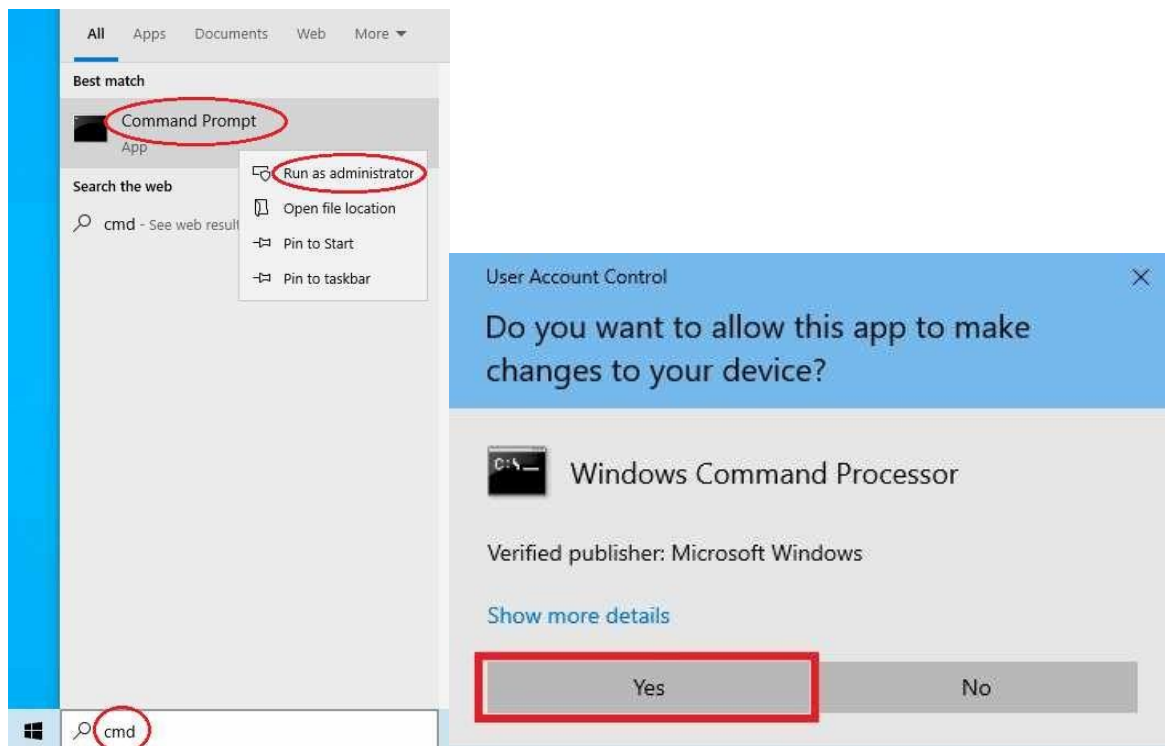 All Apps Documents Web More
Best match
Command Prompt
App
Run as administrator
Search the web
Open file location
cmd - See web result
Pin to Start
Pin to taskbar
cmd
User Account Control
Do you want to allow this app to make
changes to your device?
C:\_
Windows Command Processor
Verified publisher: Microsoft Windows
Show more details
Yes No